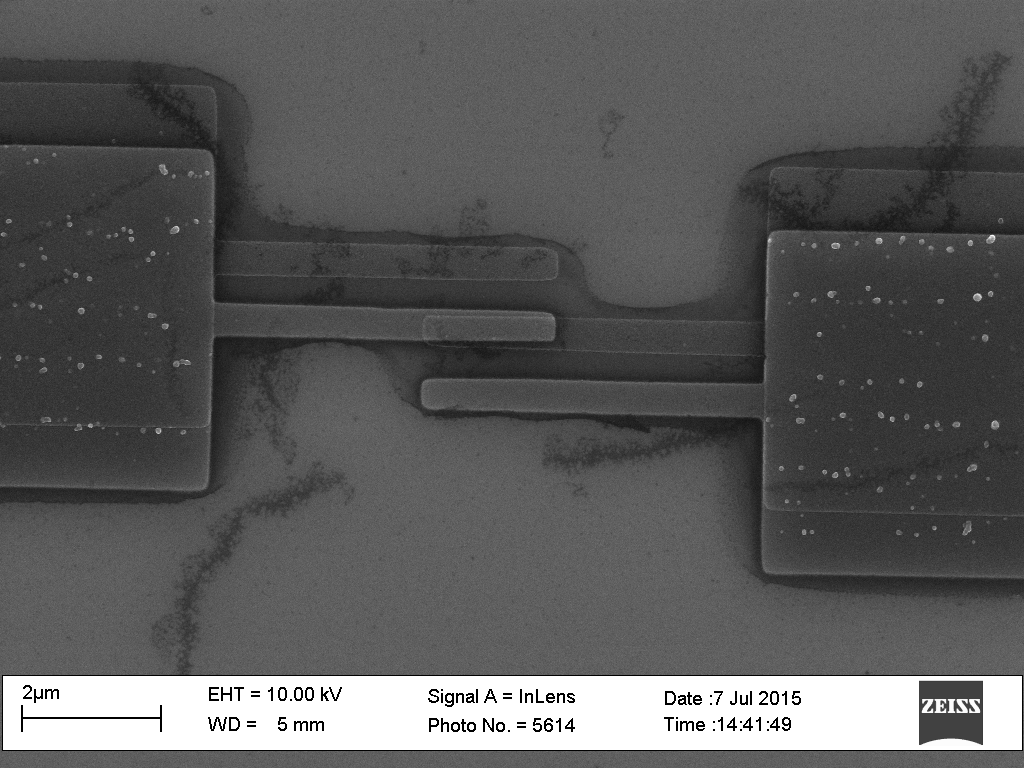 2µm
EHT = 10.00 kV
WD = 5 mm
Signal A = InLens
Photo No. = 5614
Date :7 Jul 2015
Time :14:41:49
ZEISS